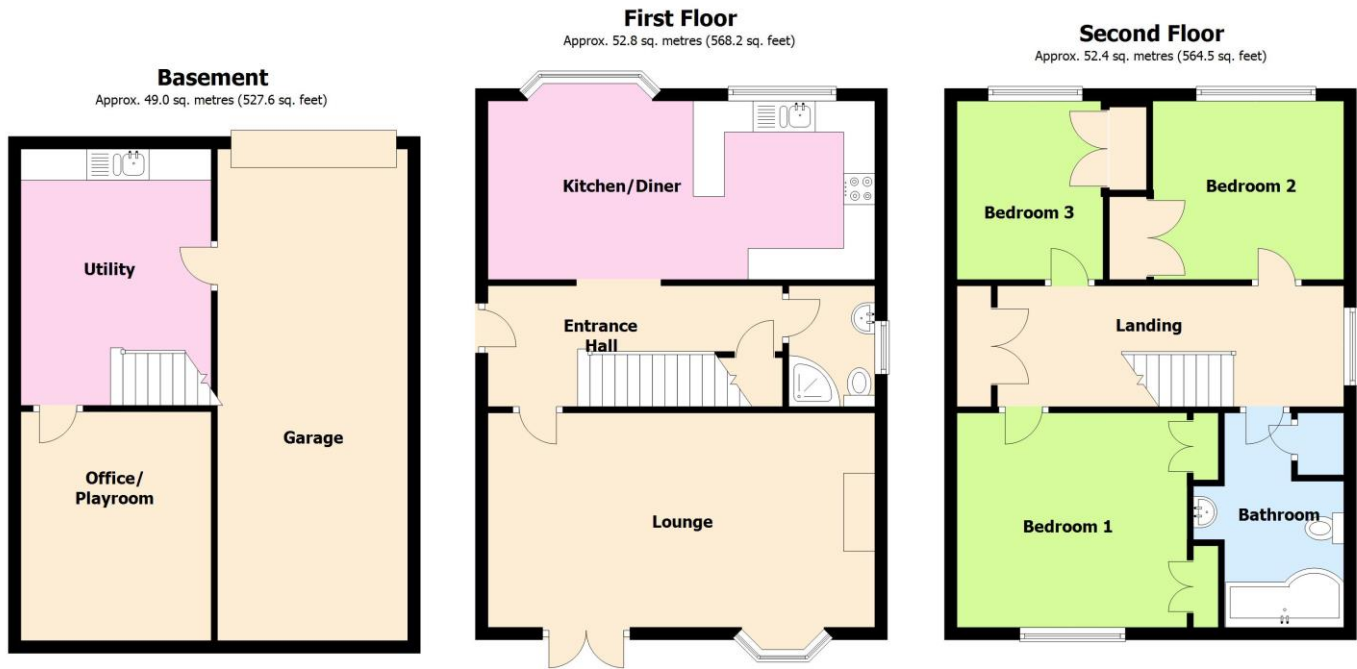 Basement
Approx. 49.0 sq. metres (527.6 sq. feet)
Utility
Office/
Playroom
Garage
First Floor
Approx. 52.8 sq. metres (568.2 sq. feet)
Kitchen/Diner
Entrance
Hall
Lounge
Second Floor
Approx. 52.4 sq. metres (564.5 sq. feet)
Bedroom 3
Bedroom 2
Landing
Bedroom 1
Bathroom